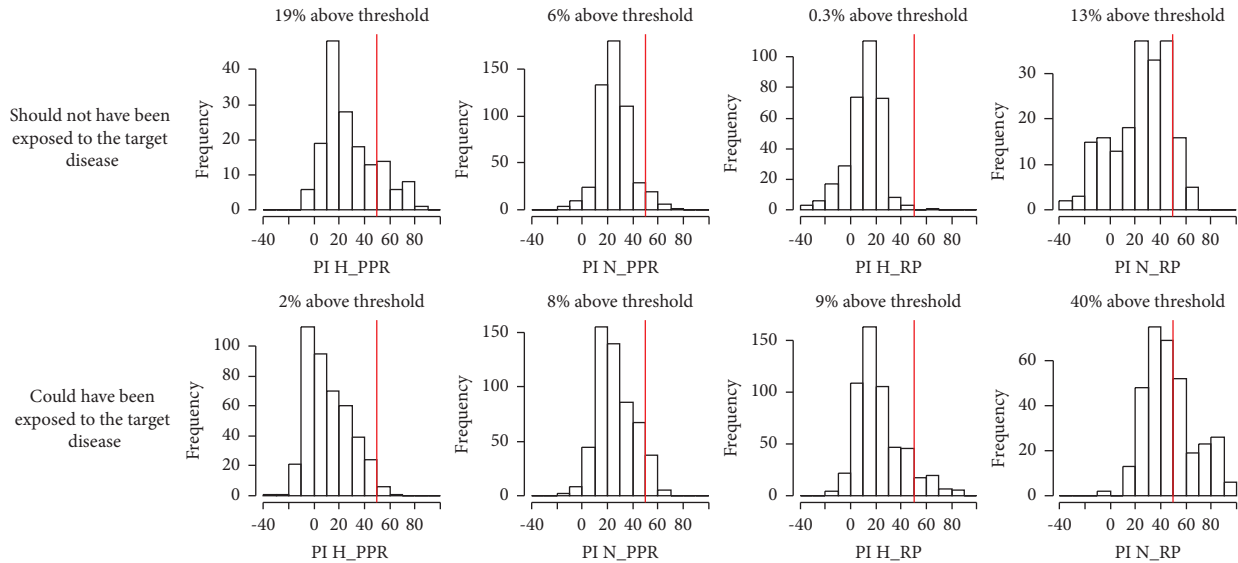 19% above threshold
6% above threshold
0.3% above threshold
13% above threshold
Should not have been
exposed to the target
disease
Frequency
40
30
20
10
0
-40 0 20 40 60 80
PI H_PPR
Frequency
150
100
50
0
-40 0 20 40 60 80
PI N_PPR
Frequency
100
80
60
40
20
0
-40 0 20 40 60 80
PI H_RP
Frequency
30
20
10
0
-40 0 20 40 60 80
PI N_RP
2% above threshold
8% above threshold
9% above threshold
40% above threshold
Could have been
exposed to the target
disease
Frequency
100
80
60
40
20
0
-40 0 20 40 60 80
PI H_PPR
Frequency
150
100
50
0
-40 0 20 40 60 80
PI N_PPR
Frequency
150
100
50
0
-40 0 20 40 60 80
PI H_RP
Frequency
60
40
20
0
-40 0 20 40 60 80
PI N_RP